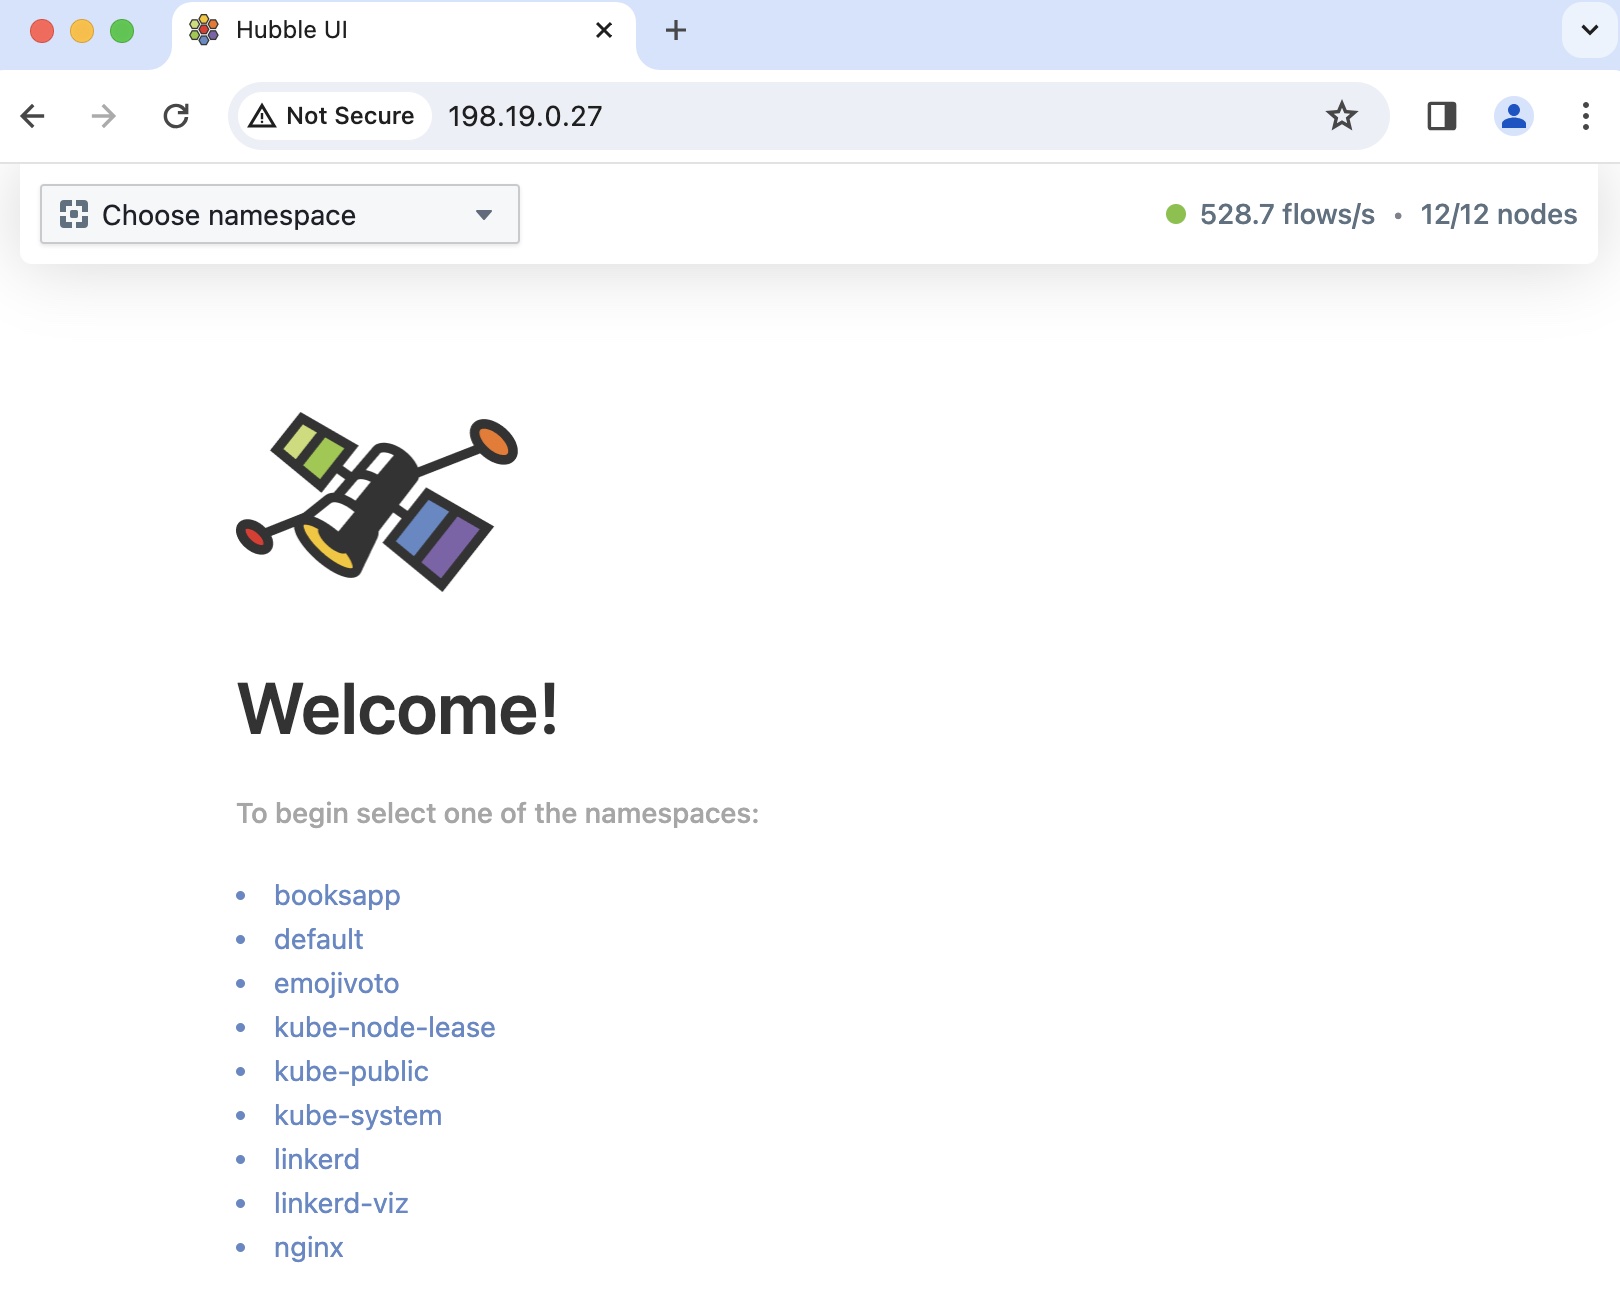 Hubble UI
Not Secure 198.19.0.27
Choose namespace
528.7 flows/s • 12/12 nodes
Welcome!
To begin select one of the namespaces:
• booksapp
• default
• emojivoto
• kube-node-lease
• kube-public
• kube-system
• linkerd
• linkerd-viz
• nginx